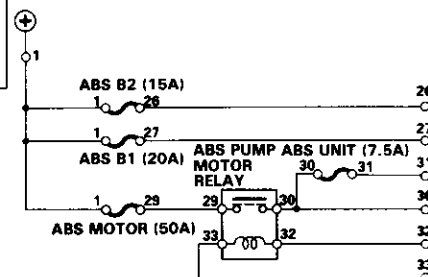 1
ABS B2 (15A)
1 26 26
1 27 27
ABS B1 (20A)
ABS PUMP MOTOR RELAY
ABS UNIT (7.5A)
30 31 31
1 29 29 30 30
ABS MOTOR (50A)
33 32 32
33